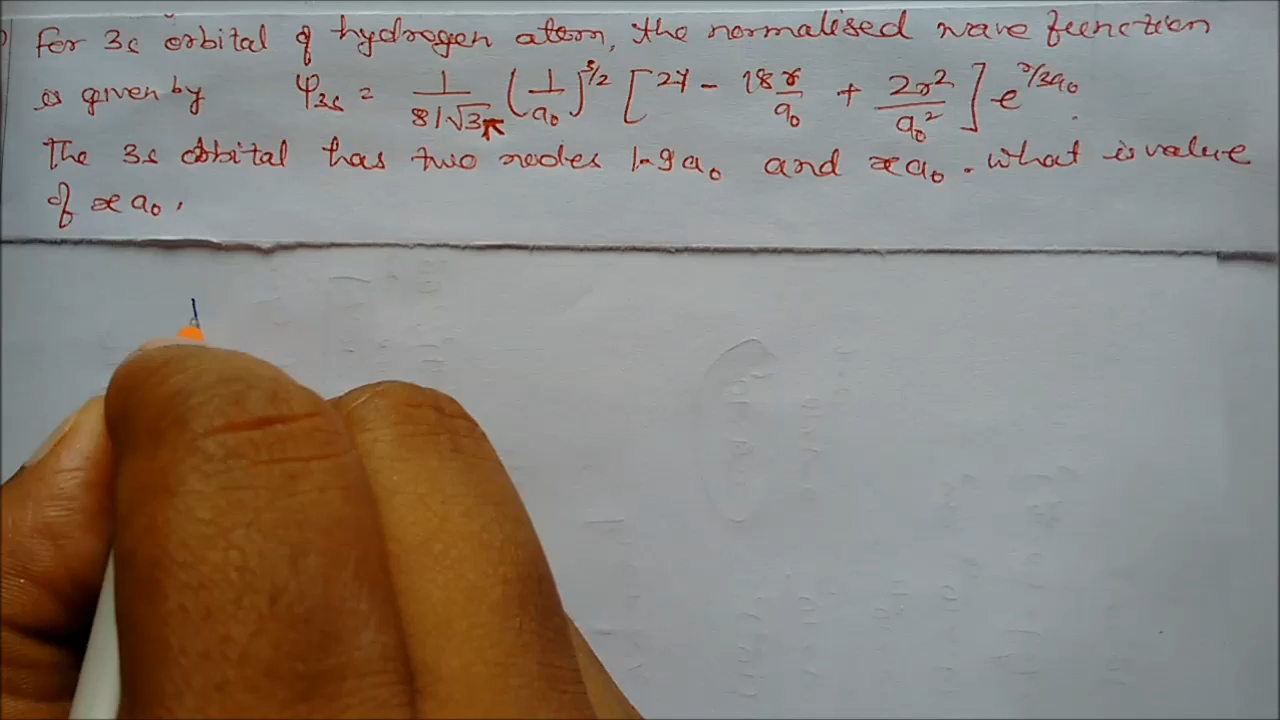 For 3s orbital of hydrogen atom, the normalised wave function
is given by ψ3s = 1/81√3π (1/a₀)^3/2 [27 - 18r/a₀ + 2r²/a₀²] e^r/3a₀
The 3s orbital has two nodes 1.9a₀ and xa₀. what is value
of xa₀.